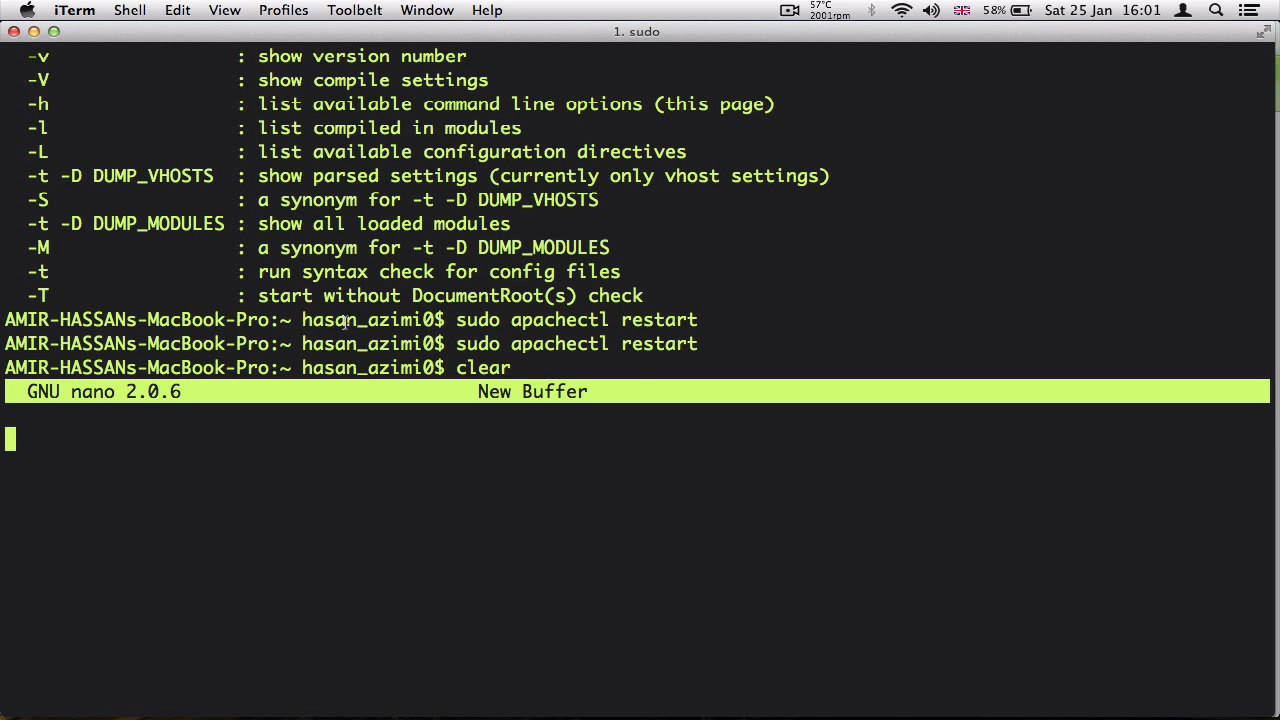 iTerm Shell Edit View Profiles Toolbelt Window Help 57°C 2001rpm 58% Sat 25 Jan 16:01
1. sudo
-v : show version number
-V : show compile settings
-h : list available command line options (this page)
-l : list compiled in modules
-L : list available configuration directives
-t -D DUMP_VHOSTS : show parsed settings (currently only vhost settings)
-S : a synonym for -t -D DUMP_VHOSTS
-t -D DUMP_MODULES : show all loaded modules
-M : a synonym for -t -D DUMP_MODULES
-t : run syntax check for config files
-T : start without DocumentRoot(s) check
AMIR-HASSANs-MacBook-Pro:~ hasan_azimi0$ sudo apachectl restart
AMIR-HASSANs-MacBook-Pro:~ hasan_azimi0$ sudo apachectl restart
AMIR-HASSANs-MacBook-Pro:~ hasan_azimi0$ clear
GNU nano 2.0.6 New Buffer